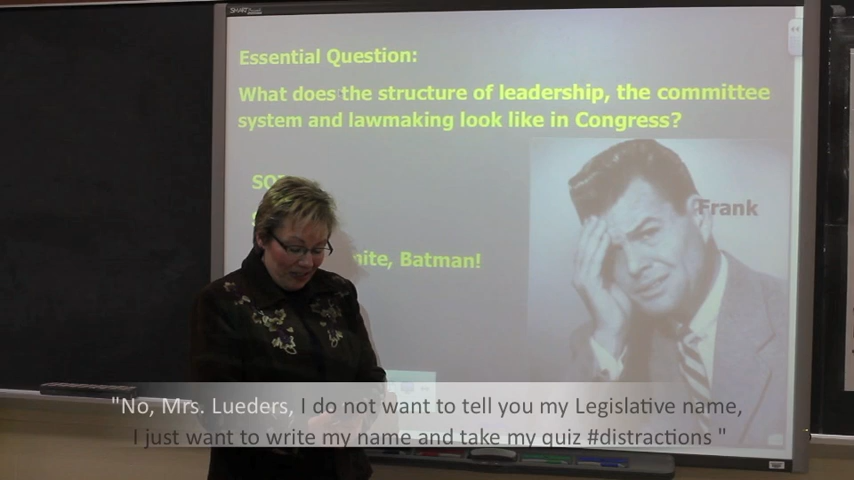 SMART
Essential Question:
What does the structure of leadership, the committee
system and lawmaking look like in Congress?
Frank
Batman!
"No, Mrs. Lueders, I do not want to tell you my Legislative name,
I just want to write my name and take my quiz #distractions "